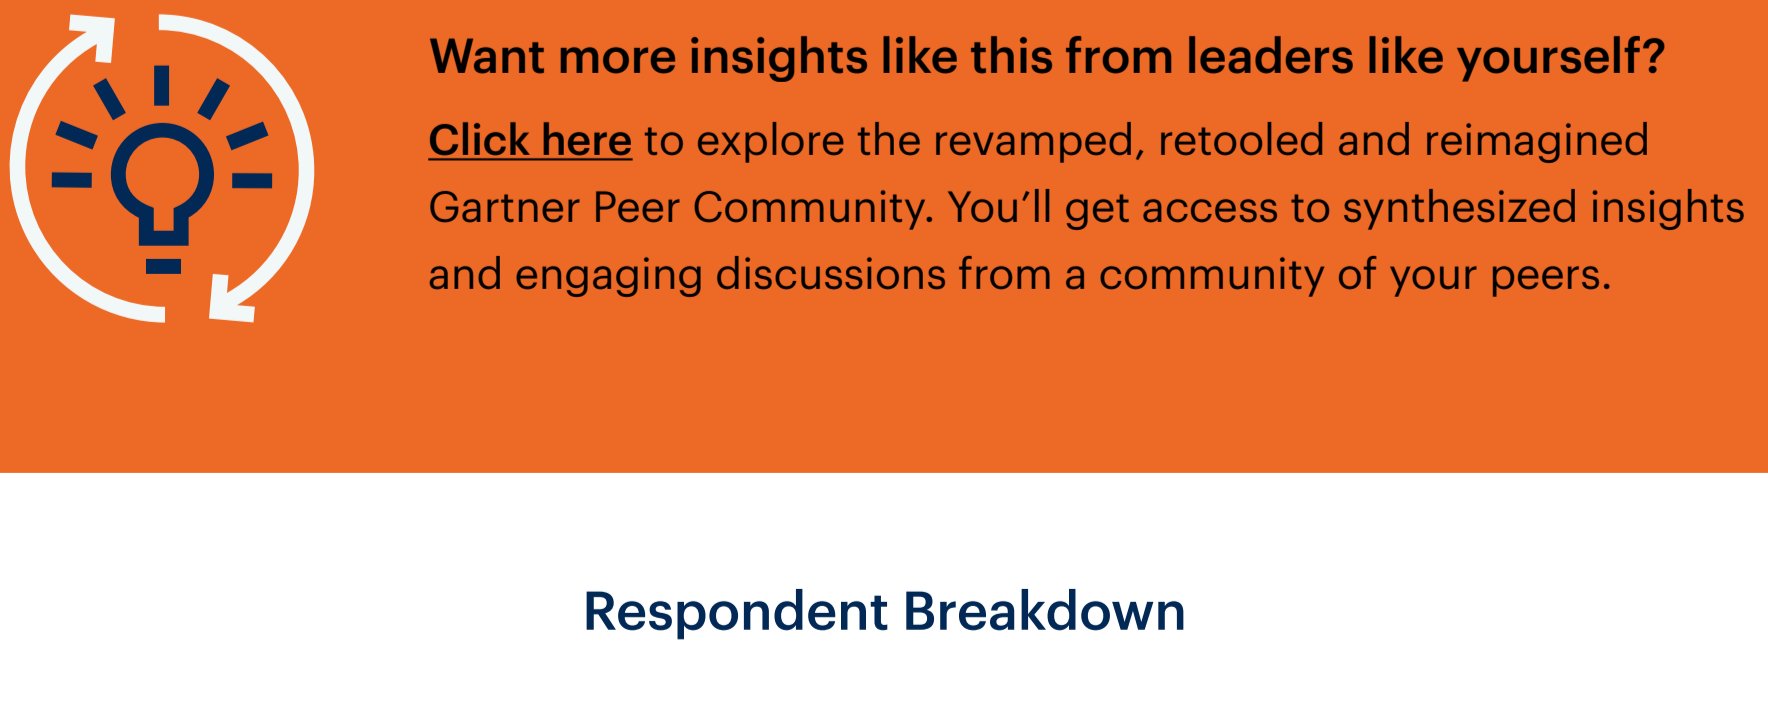 Want more insights like this from leaders like yourself?
Click here to explore the revamped, retooled and reimagined
Gartner Peer Community. You’ll get access to synthesized insights
and engaging discussions from a community of your peers.
Respondent Breakdown